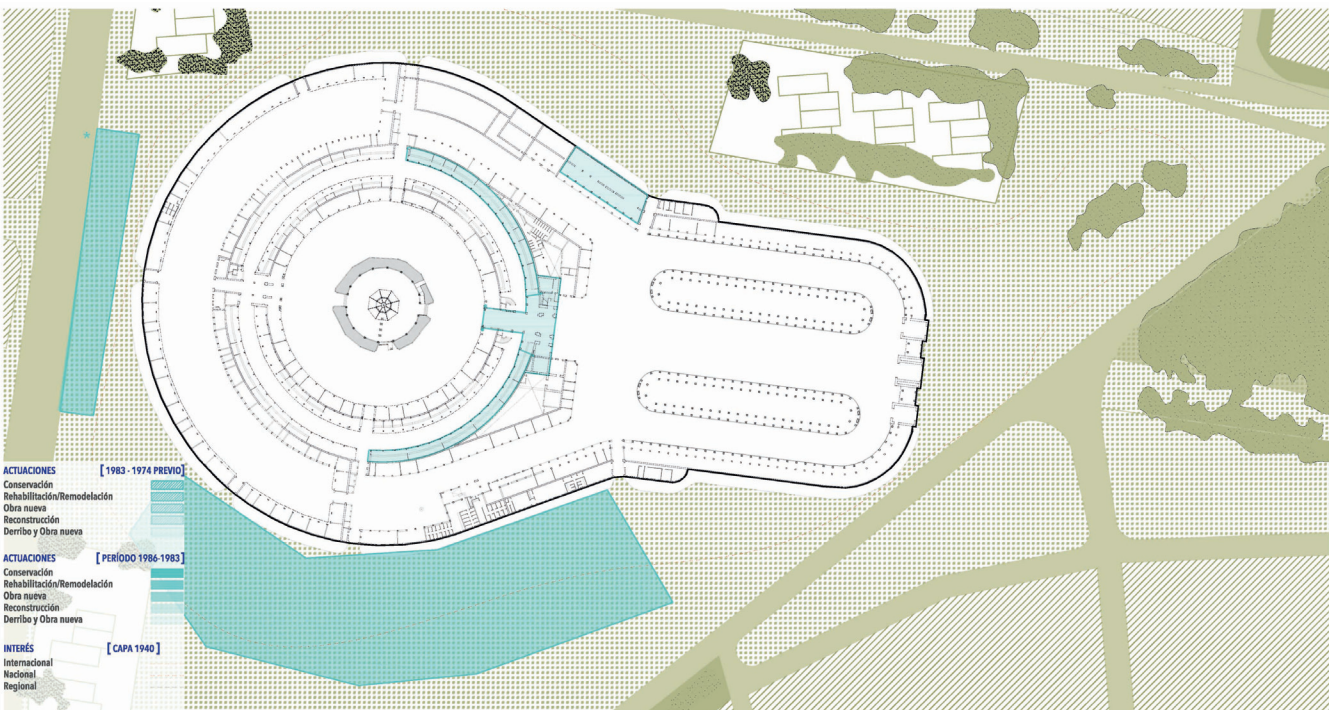 ACTUACIONES [ 1983 - 1974 PREVIO]
Conservación
Rehabilitación/Remodelación
Obra nueva
Reconstrucción
Derribo y Obra nueva
ACTUACIONES [ PERÍODO 1986-1983]
Conservación
Rehabilitación/Remodelación
Obra nueva
Reconstrucción
Derribo y Obra nueva
INTERÉS [ CAPA 1940 ]
Internacional
Nacional
Regional